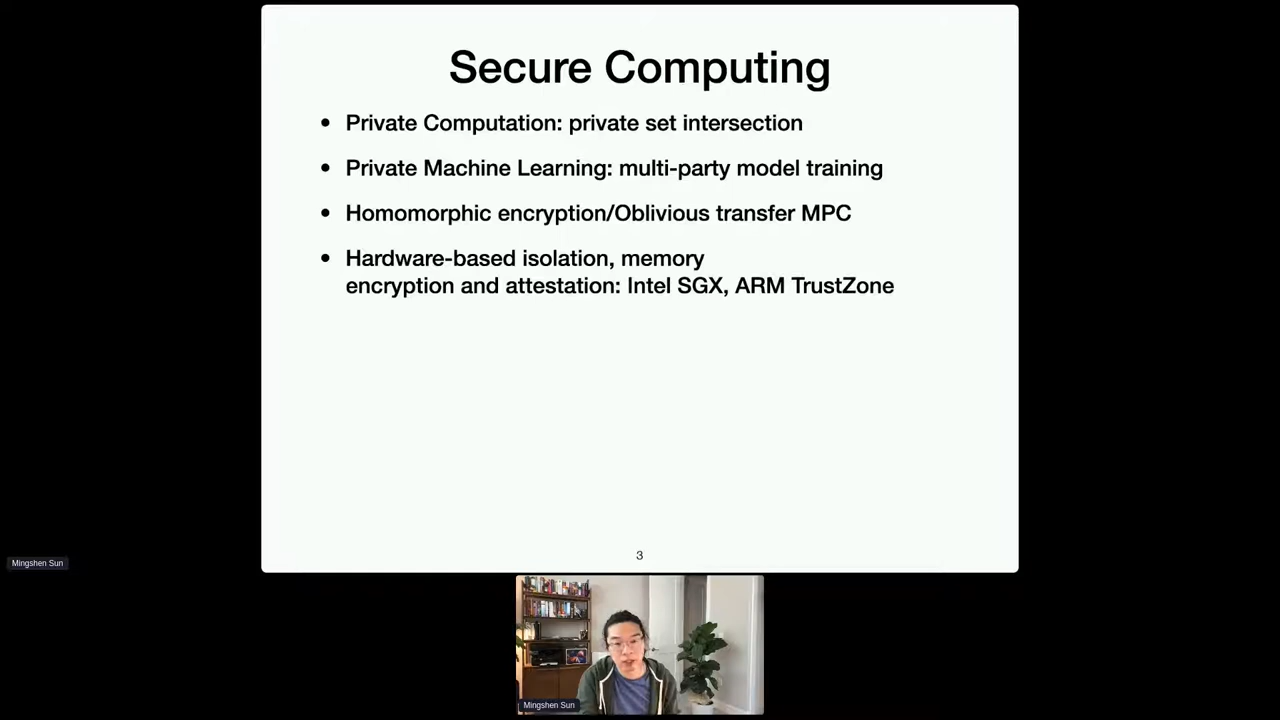 Secure Computing
• Private Computation: private set intersection
• Private Machine Learning: multi-party model training
• Homomorphic encryption/Oblivious transfer MPC
• Hardware-based isolation, memory
encryption and attestation: Intel SGX, ARM TrustZone
3
Mingshen Sun
Mingshen Sun